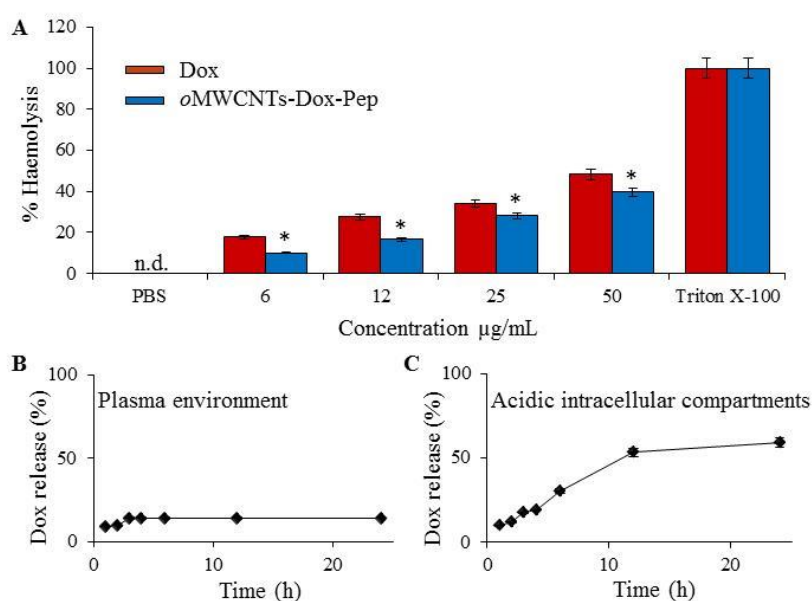 A
% Haemolysis
120
100
80
60
40
20
0
Dox
oMWCNTs-Dox-Pep
n.d.
*
*
*
*
PBS
6
12
25
50
Triton X-100
Concentration µg/mL
B
Dox release (%)
100
50
0
Plasma environment
0
10
20
Time (h)
C
Dox release (%)
100
50
0
Acidic intracellular compartments
0
10
20
Time (h)